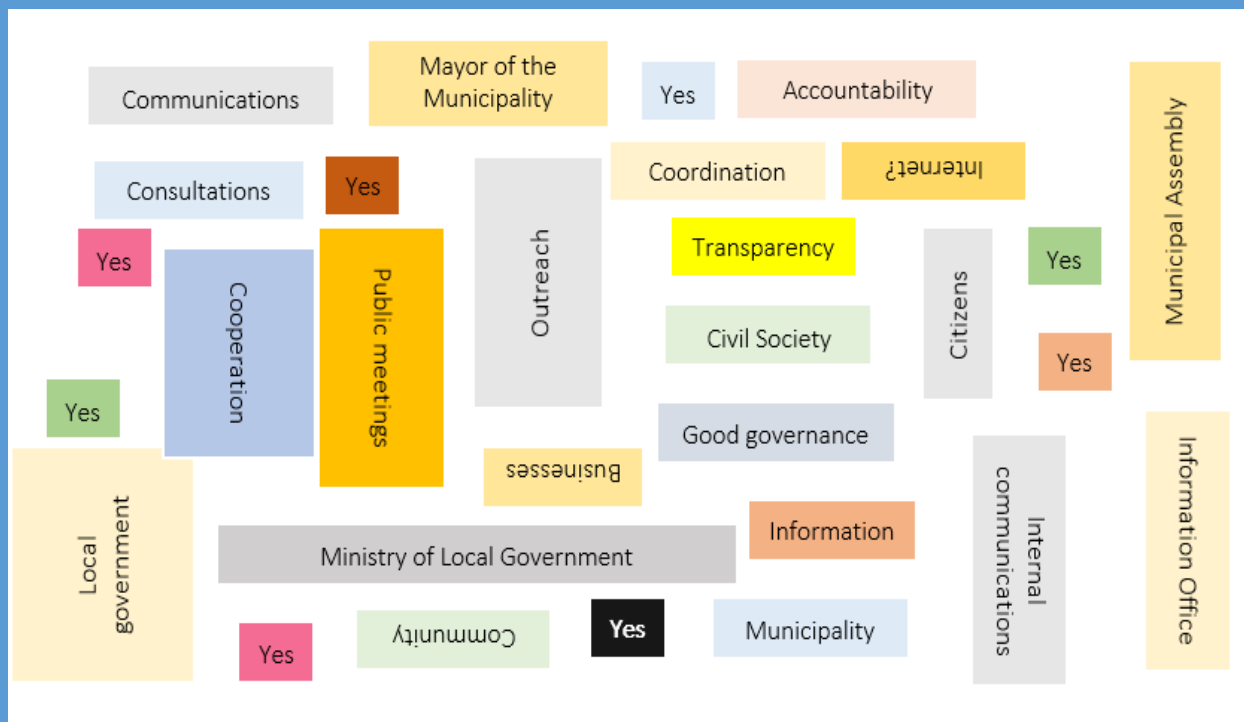 Mayor of the
Municipality
Communications
Yes
Accountability
Municipal Assembly
Consultations
Yes
Coordination
Internet?
Yes
Cooperation
Public meetings
Outreach
Transparency
Citizens
Yes
Civil Society
Yes
Yes
Good governance
Information Office
Businesses
Local
government
Ministry of Local Government
Information
Internal
communications
Yes
Community
Yes
Municipality